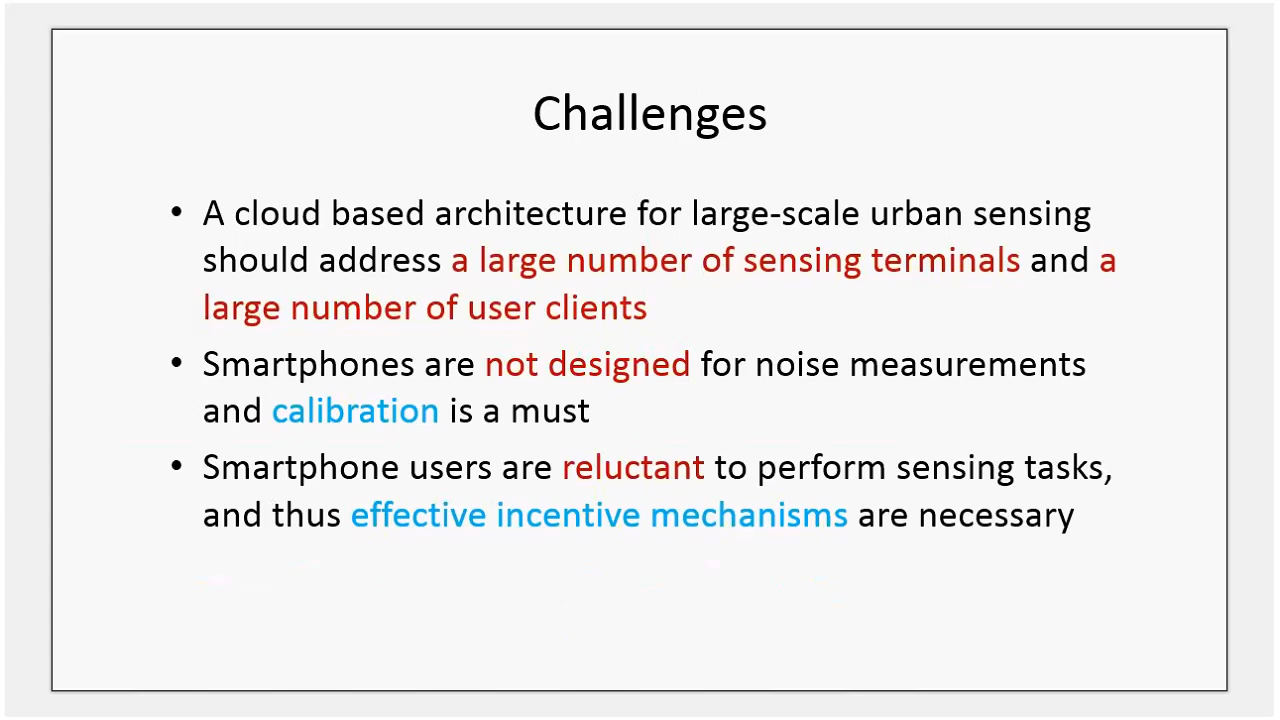 Challenges
• A cloud based architecture for large-scale urban sensing
should address a large number of sensing terminals and a
large number of user clients
• Smartphones are not designed for noise measurements
and calibration is a must
• Smartphone users are reluctant to perform sensing tasks,
and thus effective incentive mechanisms are necessary